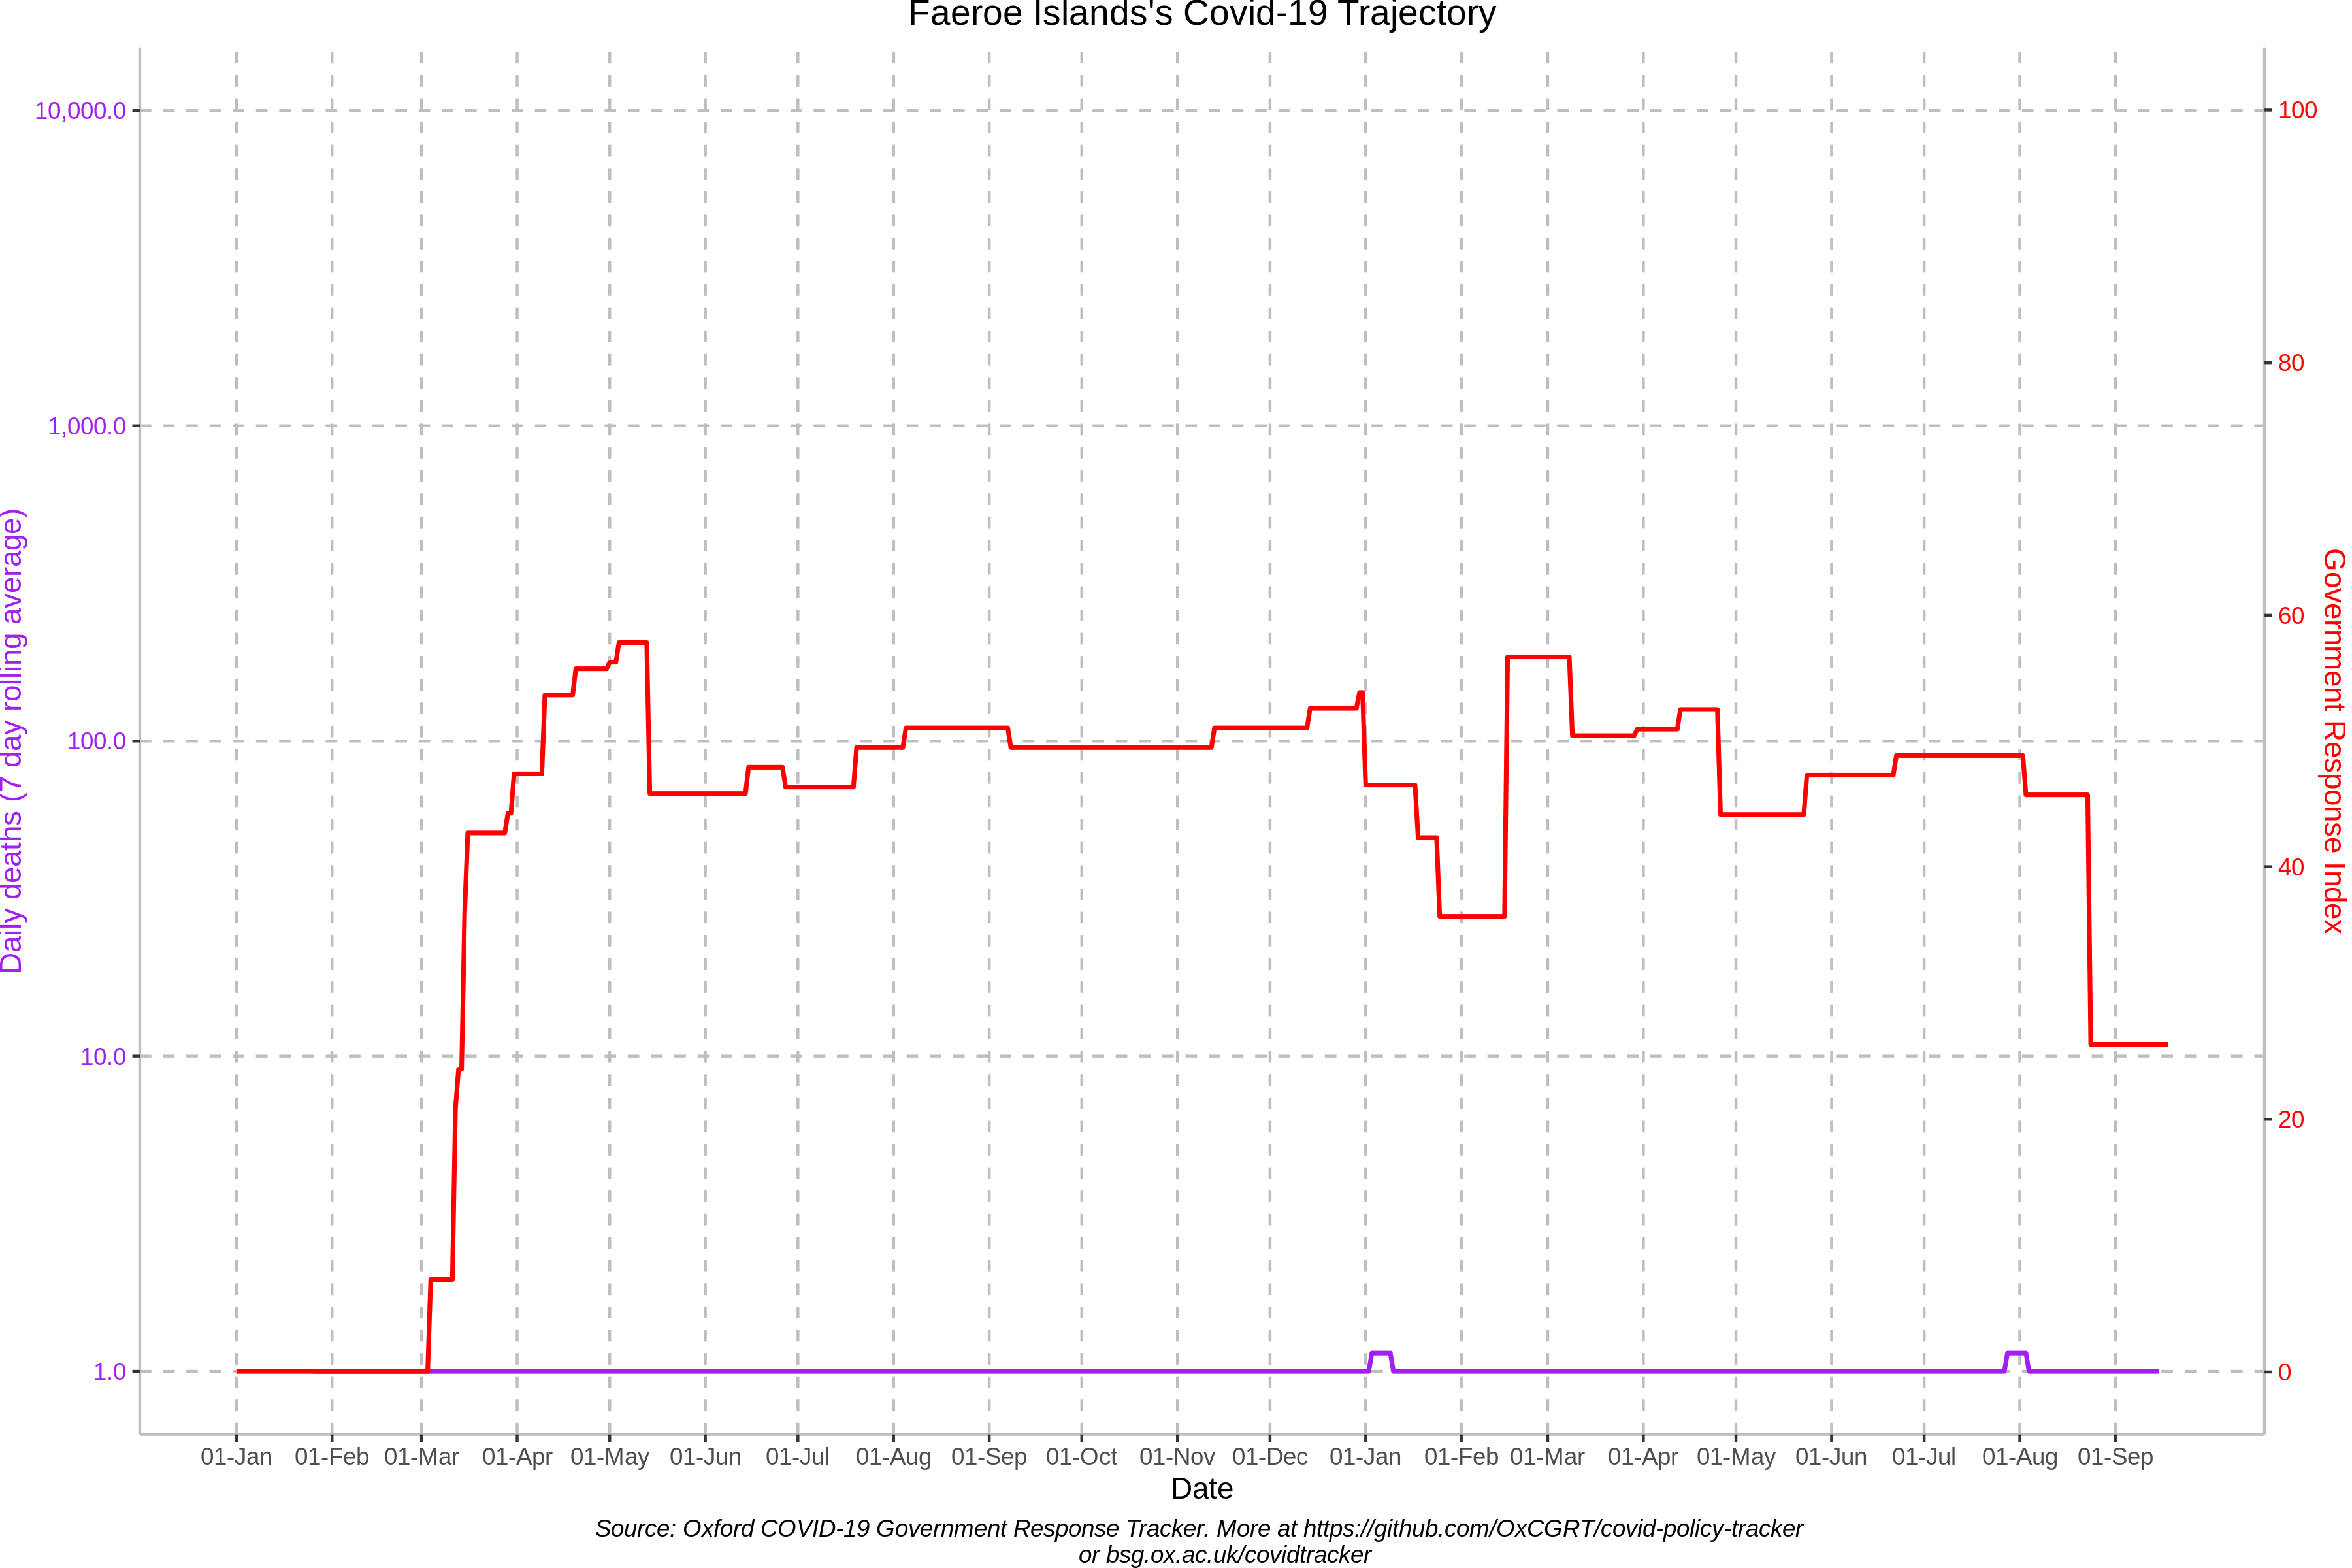 Faeroe Islands's Covid-19 Trajectory
10,000.0
1,000.0
100.0
10.0
1.0
Daily deaths (7 day rolling average)
100
80
60
40
20
0
Government Response Index
01-Jan 01-Feb 01-Mar 01-Apr 01-May 01-Jun 01-Jul 01-Aug 01-Sep 01-Oct 01-Nov 01-Dec 01-Jan 01-Feb 01-Mar 01-Apr 01-May 01-Jun 01-Jul 01-Aug 01-Sep
Date
Source: Oxford COVID-19 Government Response Tracker. More at https://github.com/OxCGRT/covid-policy-tracker
or bsg.ox.ac.uk/covidtracker